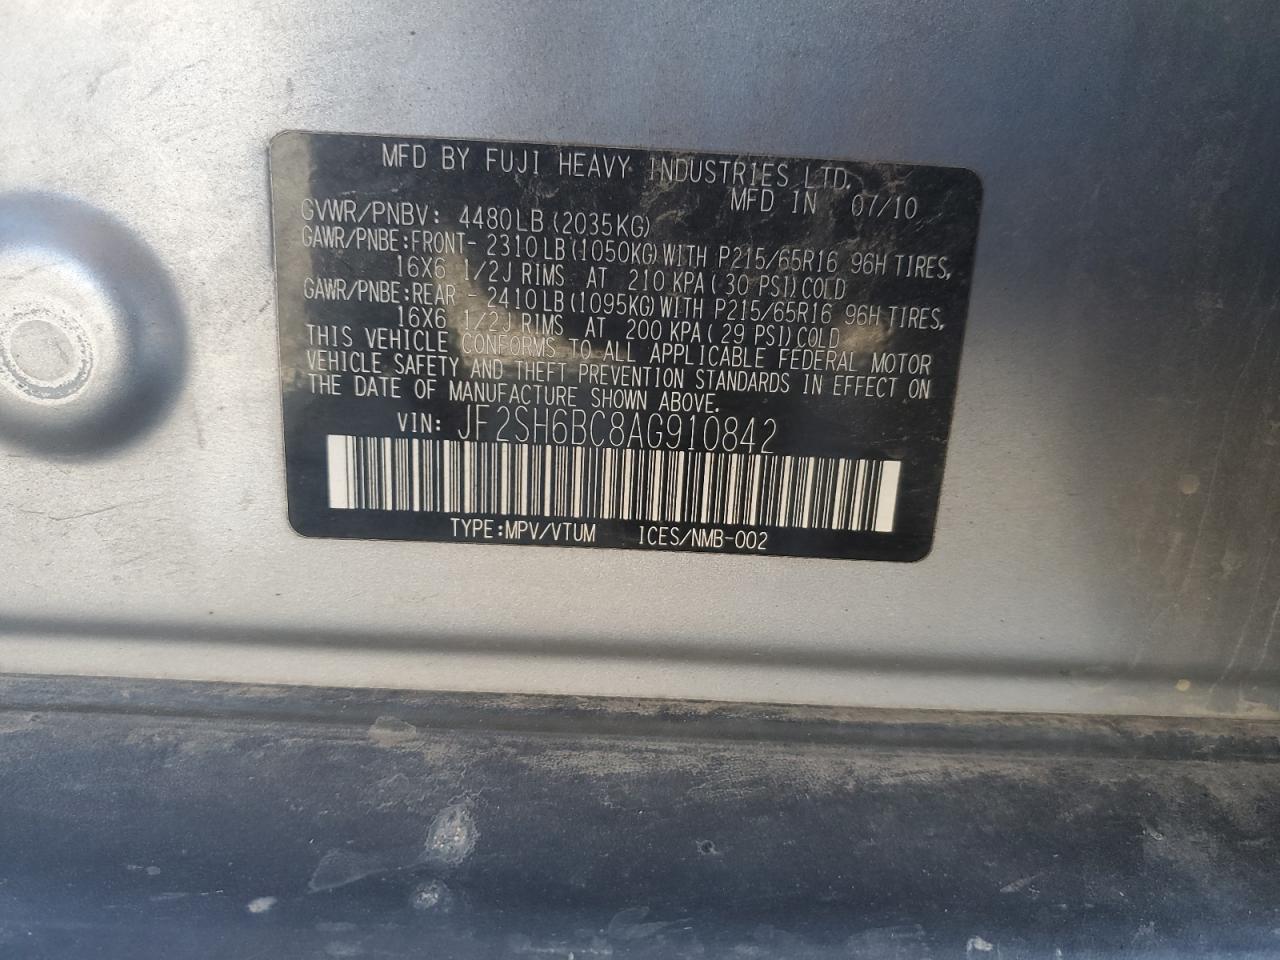 MFD BY FUJI HEAVY INDUSTRIES LTD.
MFD IN 07/10
GVWR/PNBV: 4480LB(2035KG)
GAWR/PNBE:FRONT- 2310LB(1050KG)WITH P215/65R16 96H TIRES,
16X6 1/2J RIMS AT 210 KPA(30 PSI)COLD
GAWR/PNBE:REAR - 2410LB(1095KG)WITH P215/65R16 96H TIRES,
16X6 1/2J RIMS AT 200 KPA(29 PSI)COLD
THIS VEHICLE CONFORMS TO ALL APPLICABLE FEDERAL MOTOR
VEHICLE SAFETY AND THEFT PREVENTION STANDARDS IN EFFECT ON
THE DATE OF MANUFACTURE SHOWN ABOVE.
VIN: JF2SH6BC8AG910842
TYPE:MPV/VTUM ICES/NMB-002